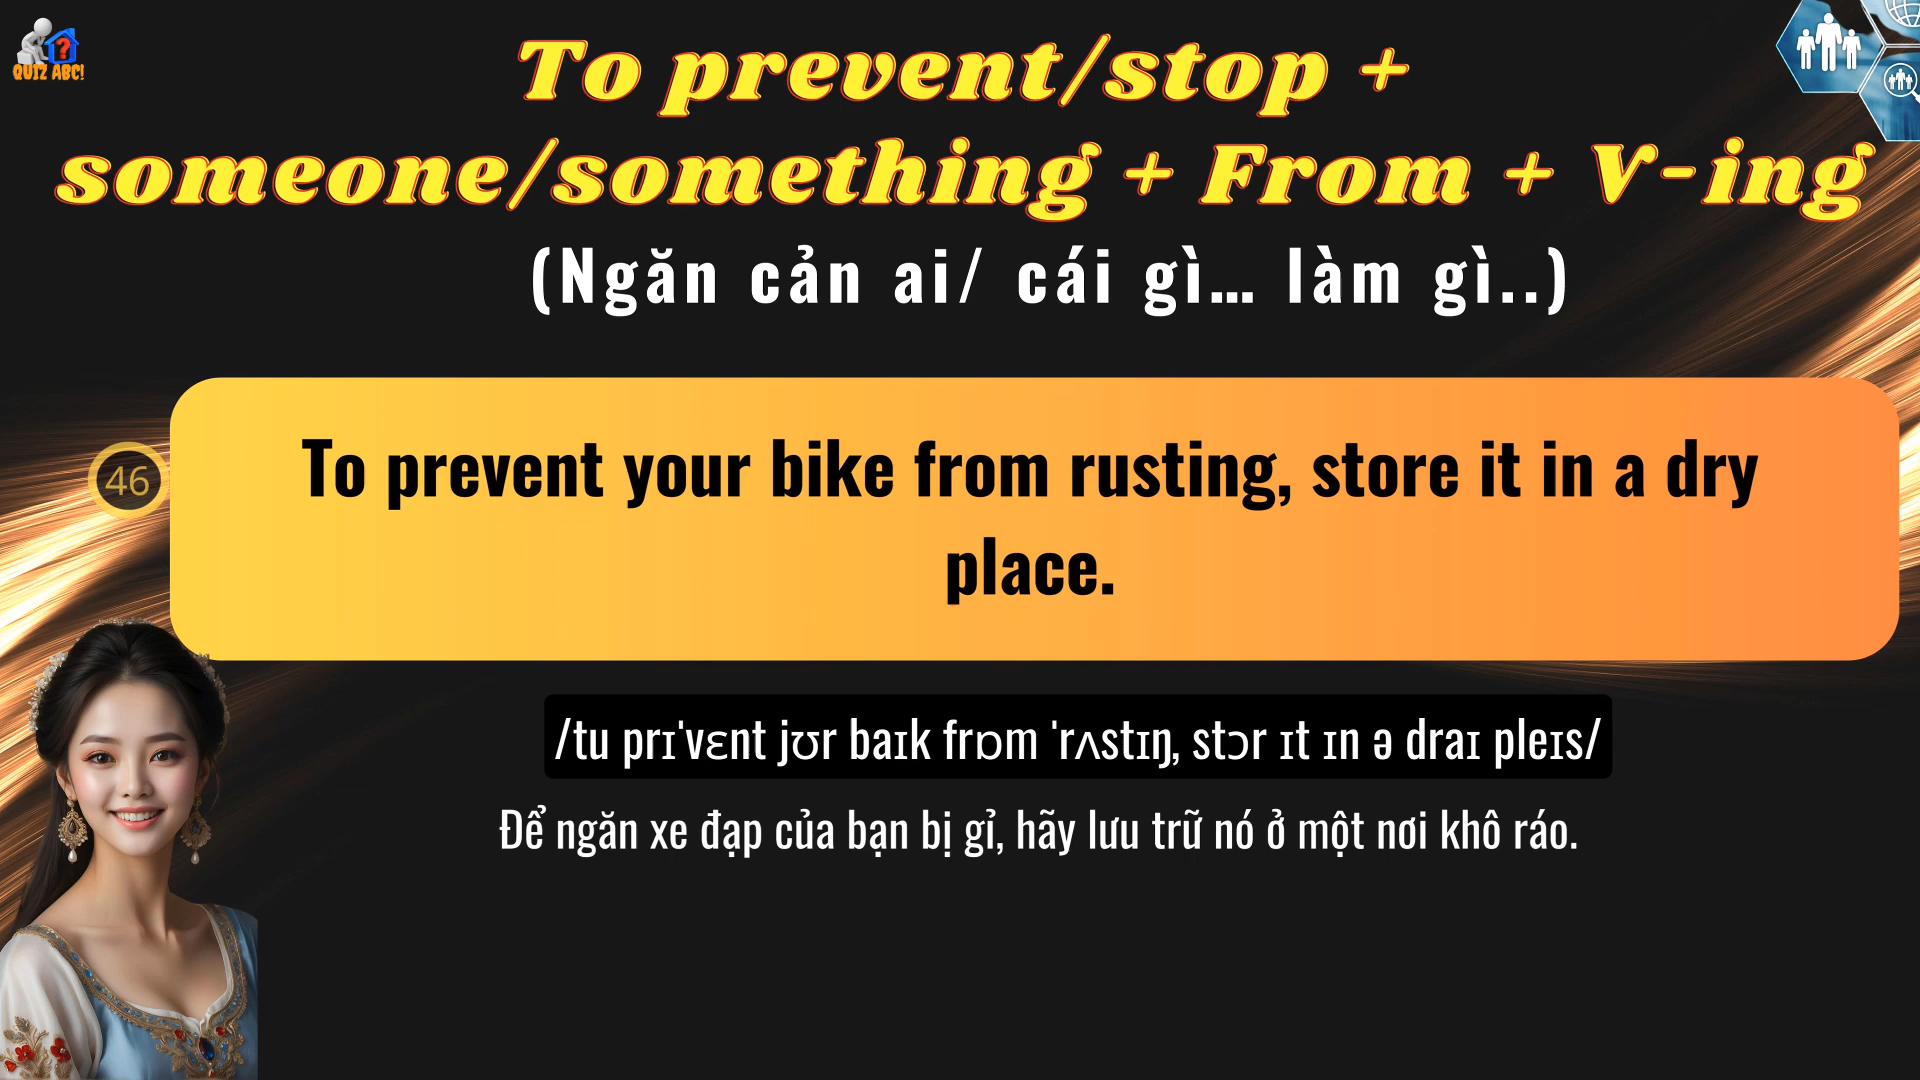 QUIZ ABC!
To prevent/stop +
someone/something + From + V-ing
(Ngăn cản ai/ cái gì... làm gì..)
46
To prevent your bike from rusting, store it in a dry
place.
/tu prɪˈvɛnt jʊr baɪk frɒm ˈrʌstɪŋ, stɔr ɪt ɪn ə draɪ pleɪs/
Để ngăn xe đạp của bạn bị gỉ, hãy lưu trữ nó ở một nơi khô ráo.